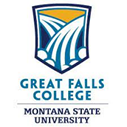 GREAT FALLS
COLLEGE
MONTANA STATE
UNIVERSITY